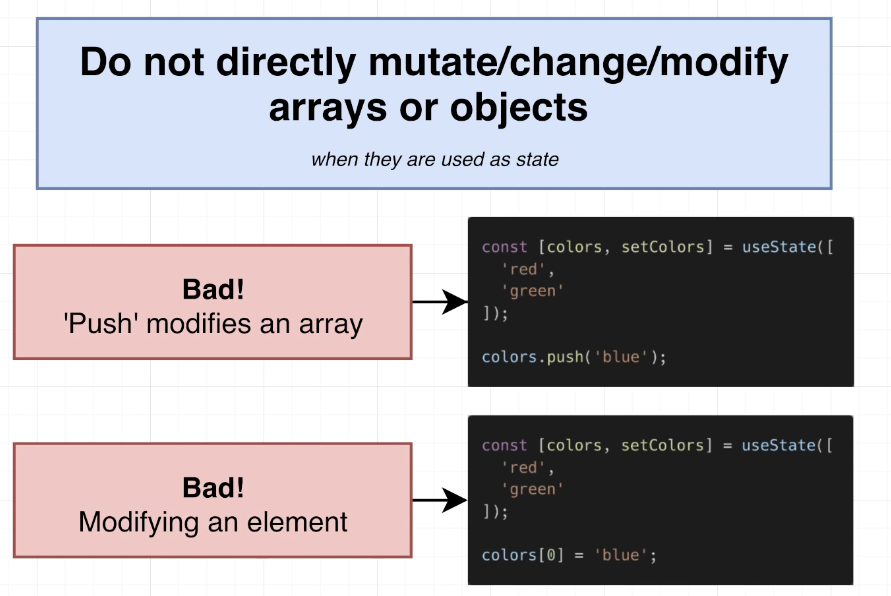 Do not directly mutate/change/modify
arrays or objects
when they are used as state
Bad!
'Push' modifies an array
const [colors, setColors] = useState([
  'red',
  'green'
]);
colors.push('blue');
Bad!
Modifying an element
const [colors, setColors] = useState([
  'red',
  'green'
]);
colors[0] = 'blue';